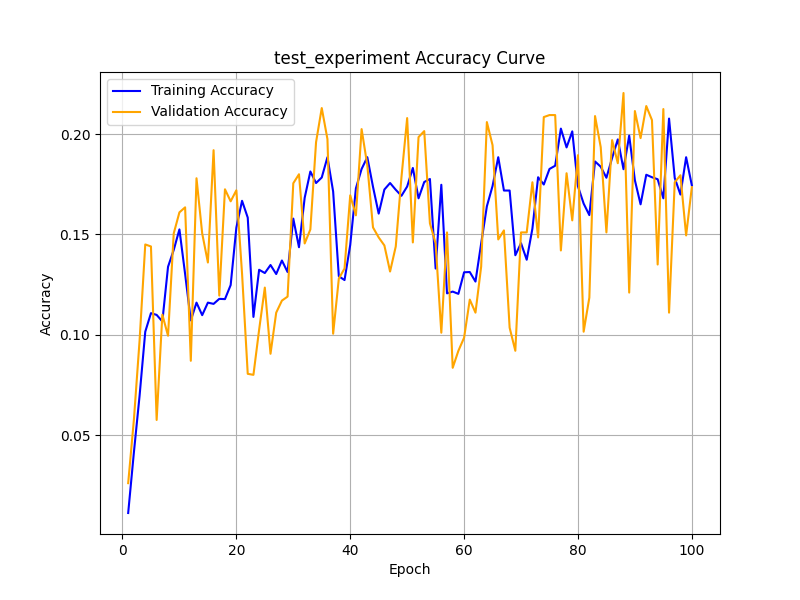 test_experiment Accuracy Curve
Training Accuracy
Validation Accuracy
Accuracy
0.20
0.15
0.10
0.05
0
20
40
60
80
100
Epoch